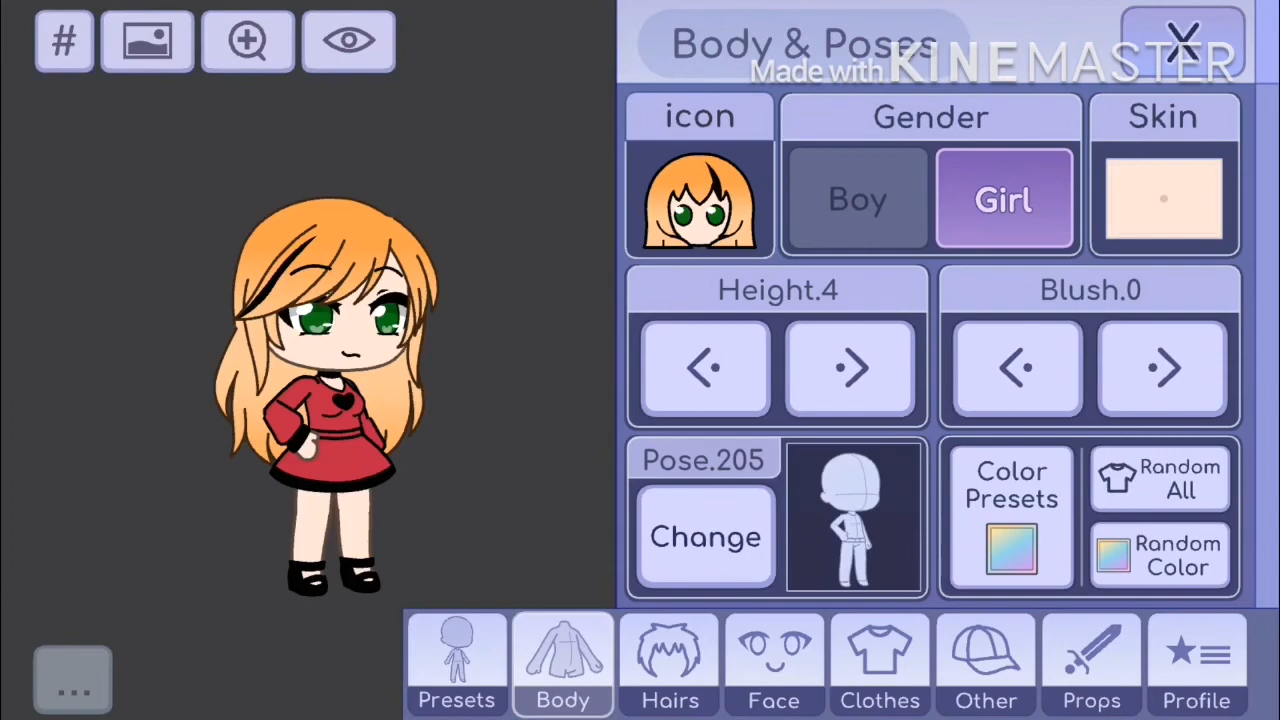 #
Body & Poses
X
Made with KINEMASTER
icon
Gender
Skin
Boy
Girl
Height.4
Blush.0
Pose.205
Change
Color
Presets
Random
All
Random
Color
...
Presets
Body
Hairs
Face
Clothes
Other
Props
Profile